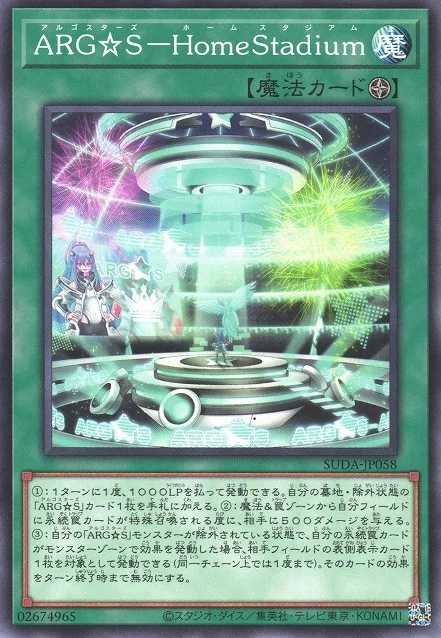 アルゴスターズ ホームスタジアム
ARG☆S－HomeStadium 魔
【魔法カード】
ARG☆S
ARG☆S
SUDA-JP058
①：1ターンに1度、1000LPを払って発動できる。自分の墓地・除外状態の
「ARG☆S」カード1枚を手札に加える。②：魔法＆罠ゾーンから自分フィールド
に永続罠カードが特殊召喚される度に、相手に500ダメージを与える。
③：自分の「ARG☆S」モンスターが除外されている状態で、自分の永続罠カード
がモンスターゾーンで効果を発動した場合、相手フィールドの表側表示カード
1枚を対象として発動できる（同一チェーン上では1度まで）。そのカードの効果
をターン終了時まで無効にする。
02674965 ©スタジオ・ダイス／集英社・テレビ東京・KONAMI